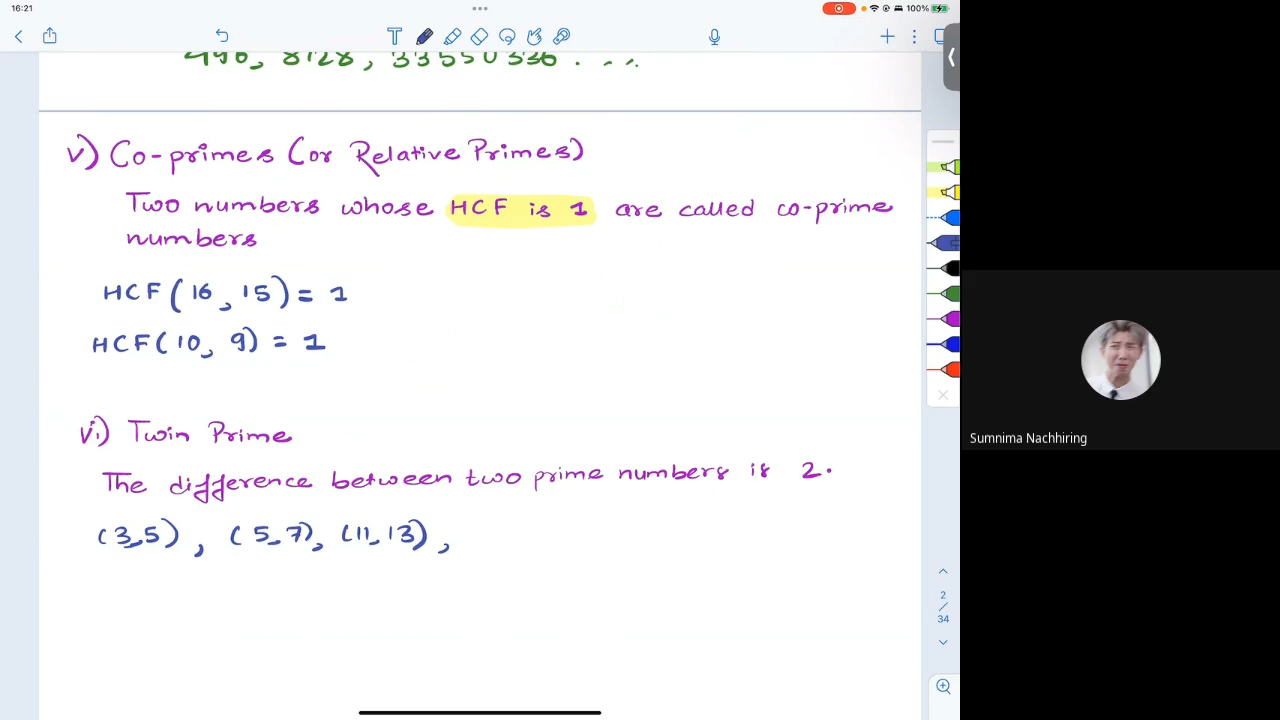 16:21
100%
496, 8128, 33550336 . . .
v) Co-primes (or Relative Primes)
Two numbers whose HCF is 1 are called co-prime
numbers
HCF(16, 15) = 1
HCF(10, 9) = 1
vi) Twin Prime
The difference between two prime numbers is 2.
(3,5), (5,7), (11,13),
2
/
34
Sumnima Nachhiring